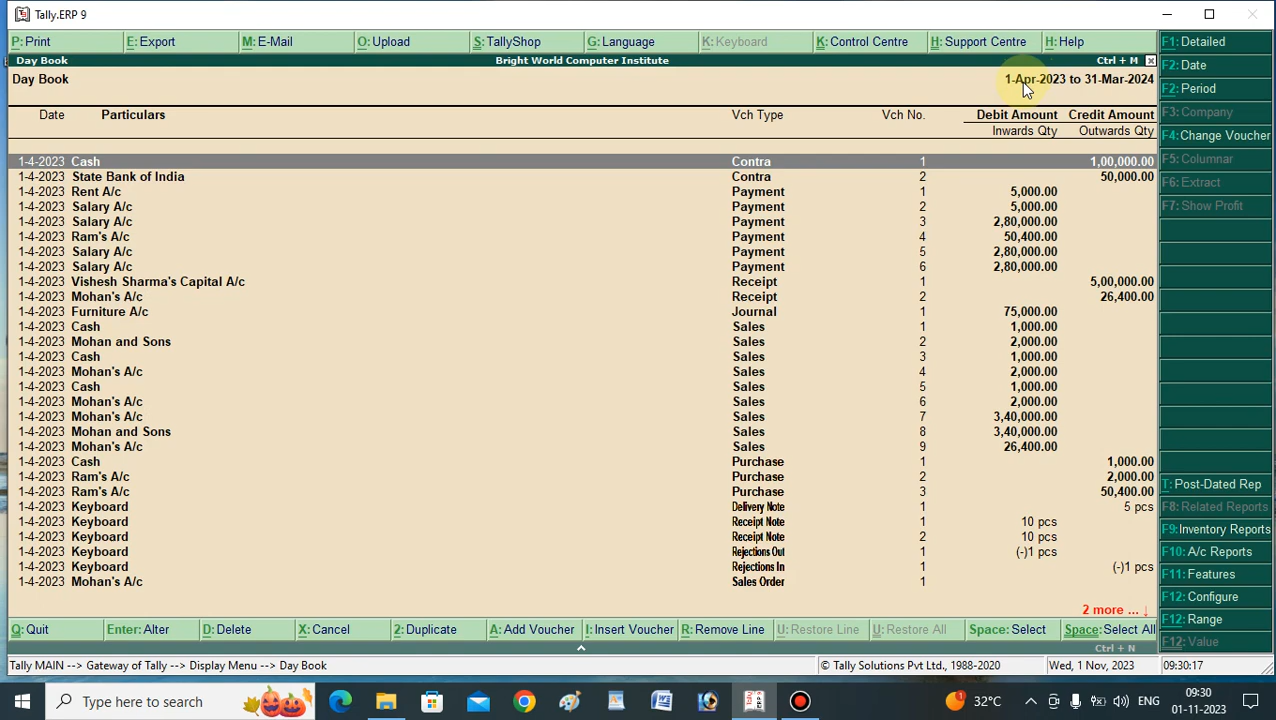 Tally.ERP 9
P: Print E: Export M: E-Mail O: Upload S: TallyShop G: Language K: Keyboard K: Control Centre H: Support Centre H: Help F1: Detailed
Day Book Bright World Computer Institute Ctrl + M
F2: Date
Day Book 1-Apr-2023 to 31-Mar-2024
F2: Period
Date Particulars Vch Type Vch No. Debit Amount Credit Amount
F3: Company
Inwards Qty Outwards Qty
F4: Change Voucher
1-4-2023 Cash Contra 1 1,00,000.00
F5: Columnar
1-4-2023 State Bank of India Contra 2 50,000.00
F6: Extract
1-4-2023 Rent A/c Payment 1 5,000.00
1-4-2023 Salary A/c Payment 2 5,000.00
F7: Show Profit
1-4-2023 Salary A/c Payment 3 2,80,000.00
1-4-2023 Ram's A/c Payment 4 50,400.00
1-4-2023 Salary A/c Payment 5 2,80,000.00
1-4-2023 Salary A/c Payment 6 2,80,000.00
1-4-2023 Vishesh Sharma's Capital A/c Receipt 1 5,00,000.00
1-4-2023 Mohan's A/c Receipt 2 26,400.00
1-4-2023 Furniture A/c Journal 1 75,000.00
1-4-2023 Cash Sales 1 1,000.00
1-4-2023 Mohan and Sons Sales 2 2,000.00
1-4-2023 Cash Sales 3 1,000.00
1-4-2023 Mohan's A/c Sales 4 2,000.00
1-4-2023 Cash Sales 5 1,000.00
1-4-2023 Mohan's A/c Sales 6 2,000.00
1-4-2023 Mohan's A/c Sales 7 3,40,000.00
1-4-2023 Mohan and Sons Sales 8 3,40,000.00
1-4-2023 Mohan's A/c Sales 9 26,400.00
1-4-2023 Cash Purchase 1 1,000.00
1-4-2023 Ram's A/c Purchase 2 2,000.00
T: Post-Dated Rep
1-4-2023 Ram's A/c Purchase 3 50,400.00
1-4-2023 Keyboard Delivery Note 1 5 pcs
F8: Related Reports
1-4-2023 Keyboard Receipt Note 1 10 pcs
F9: Inventory Reports
1-4-2023 Keyboard Receipt Note 2 10 pcs
1-4-2023 Keyboard Rejections Out 1 (-)1 pcs
F10: A/c Reports
1-4-2023 Keyboard Rejections In 1 (-)1 pcs
F11: Features
1-4-2023 Mohan's A/c Sales Order 1
F12: Configure
2 more ... ↓
F12: Range
Q: Quit Enter: Alter D: Delete X: Cancel 2: Duplicate A: Add Voucher I: Insert Voucher R: Remove Line U: Restore Line U: Restore All Space: Select Space: Select All
F12: Value
Ctrl + N
Tally MAIN --> Gateway of Tally --> Display Menu --> Day Book © Tally Solutions Pvt Ltd., 1988-2020 Wed, 1 Nov, 2023 09:30:17
Type here to search 1 32°C ENG 09:30
01-11-2023